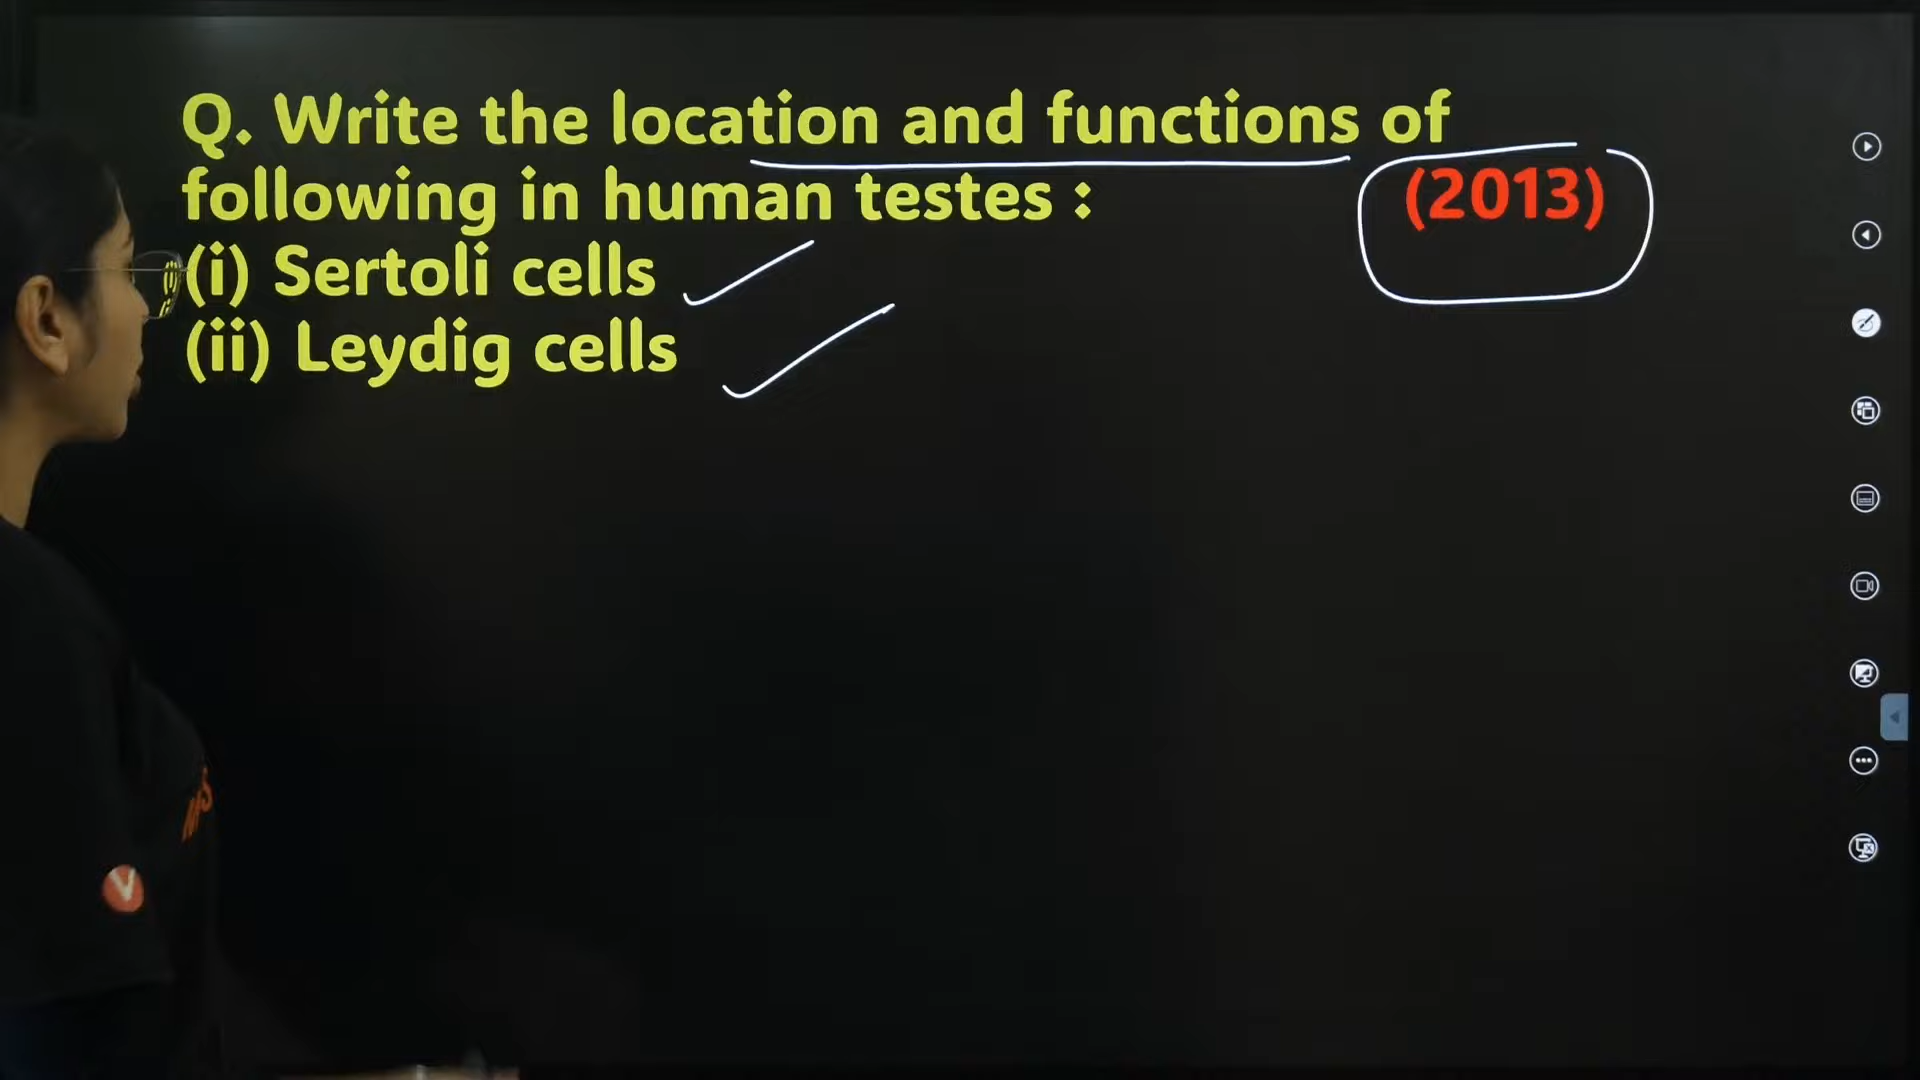 Q. Write the location and functions of
following in human testes :
(2013)
(i) Sertoli cells
(ii) Leydig cells
V